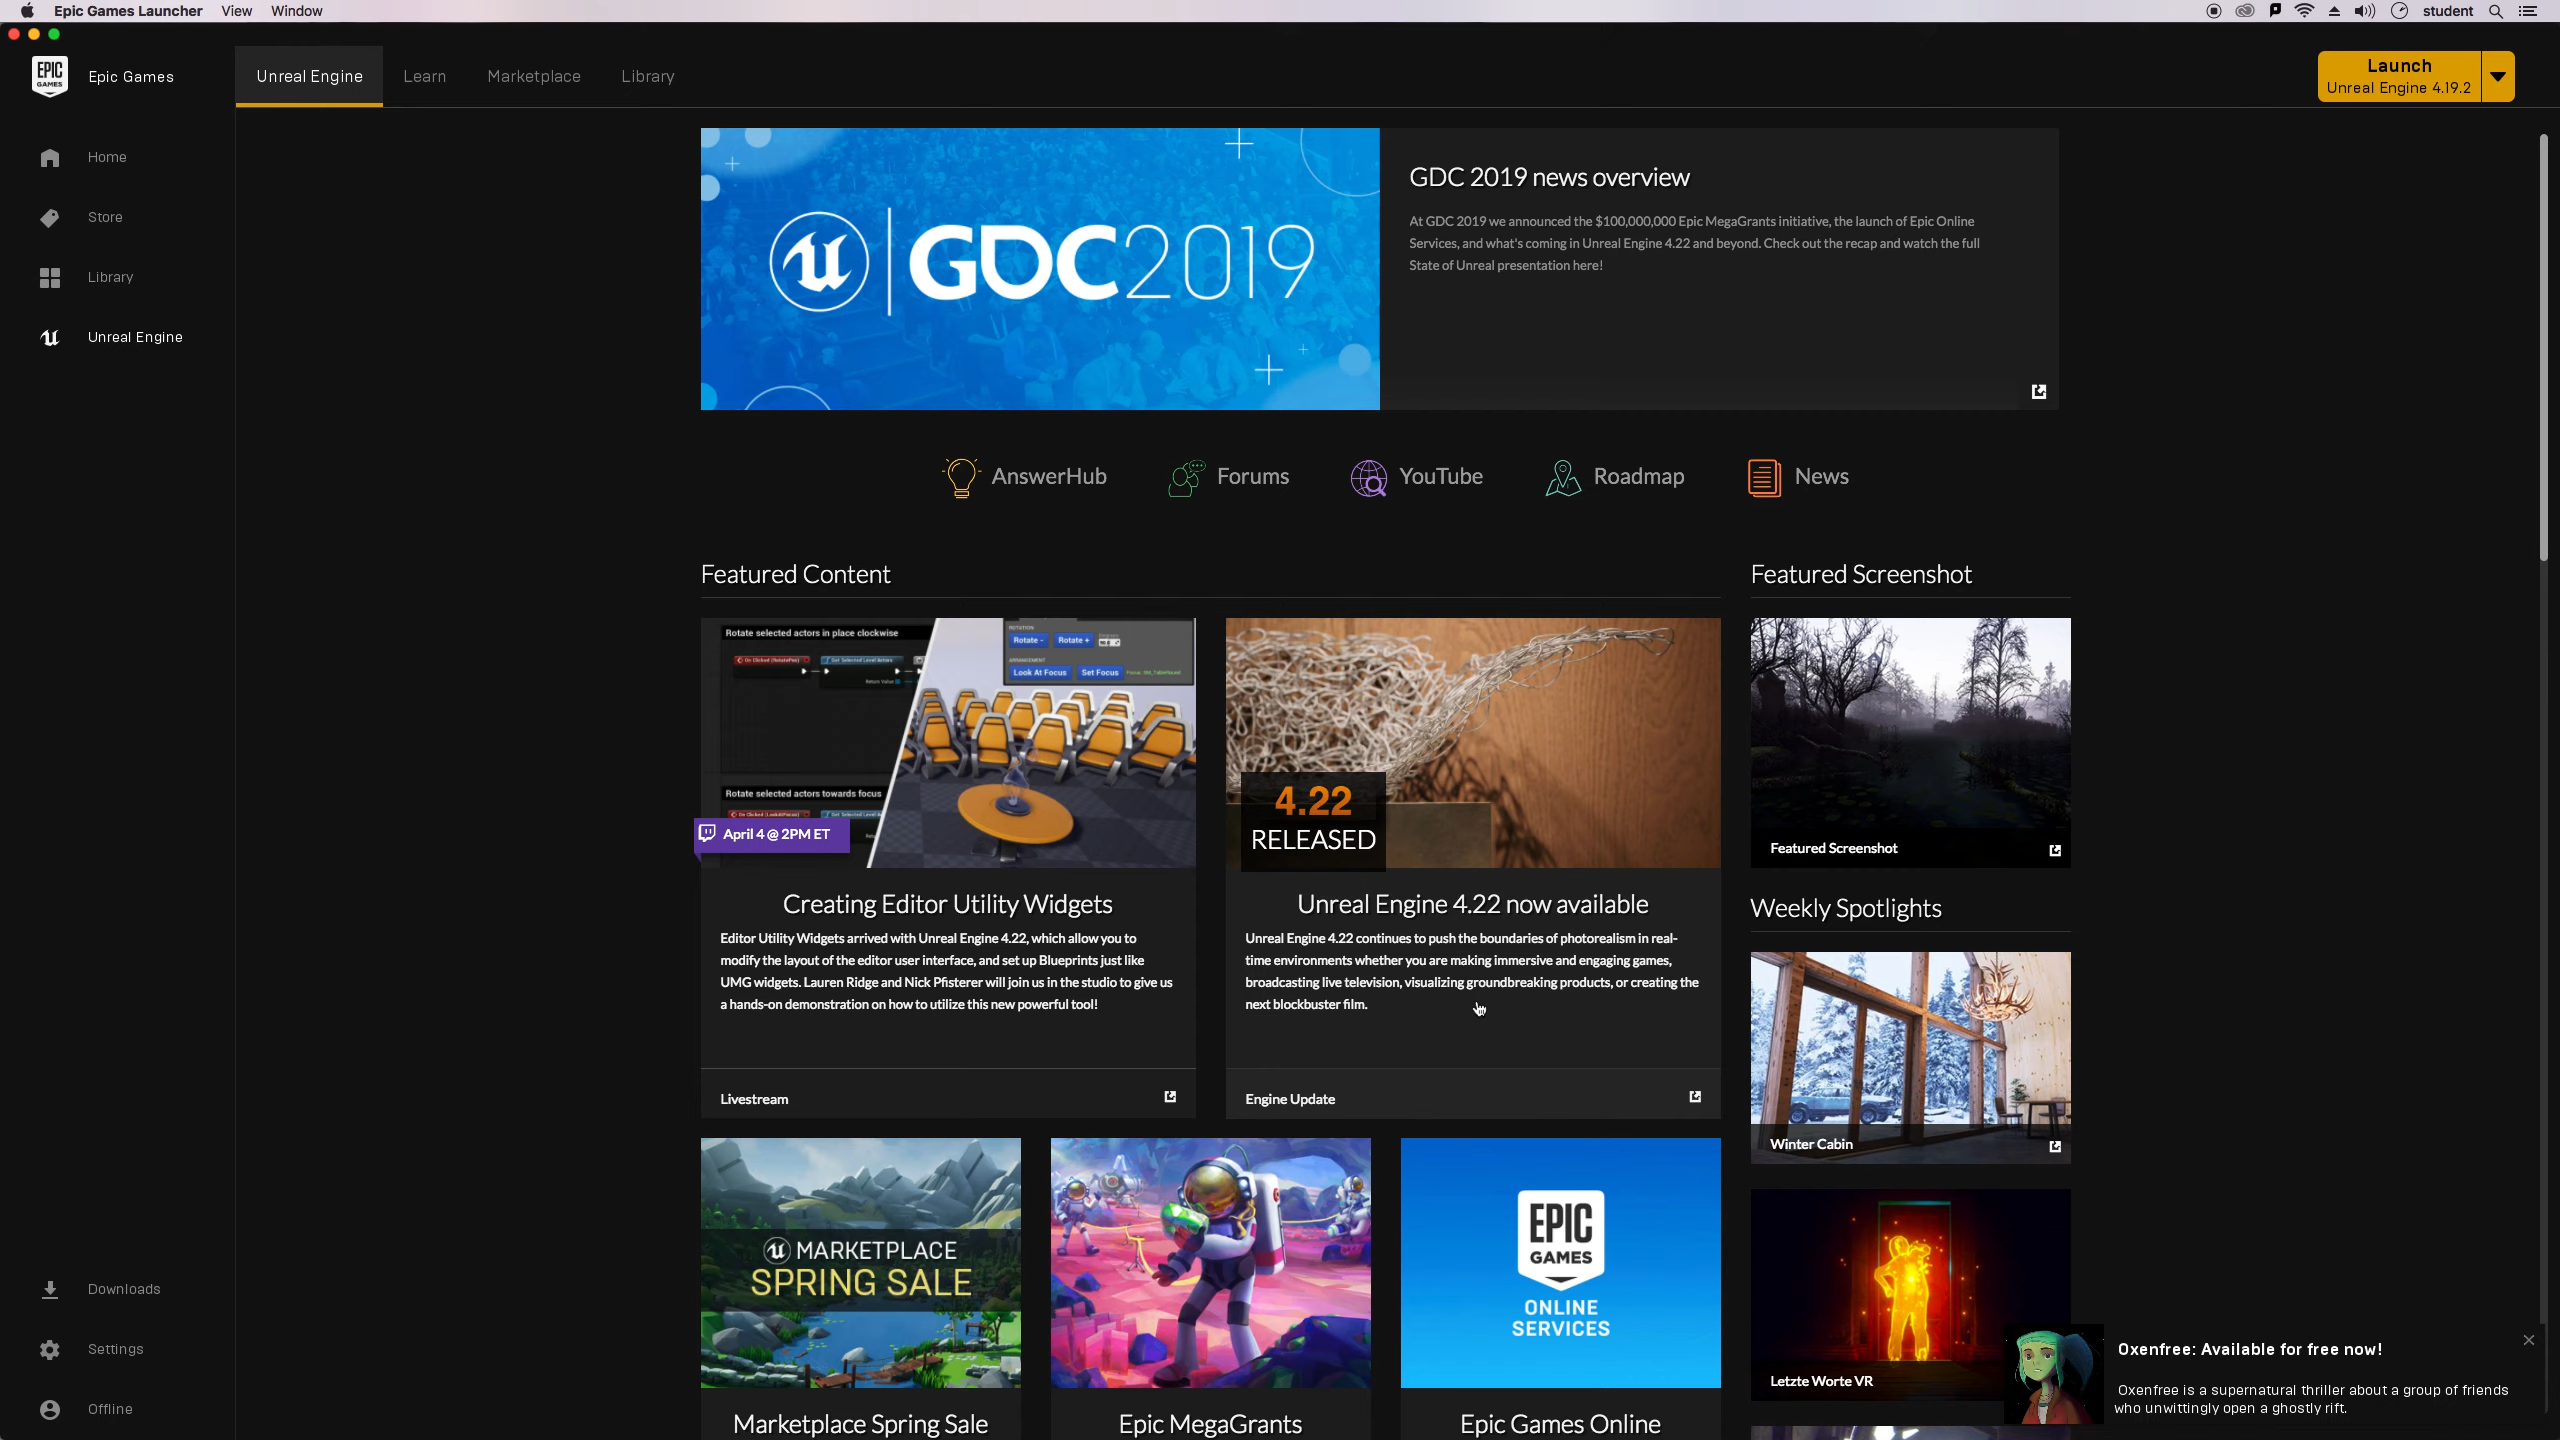 Epic Games Launcher View Window
student
EPIC
GAMES
Epic Games
Unreal Engine
Learn
Marketplace
Library
Launch
Unreal Engine 4.19.2
Home
Store
Library
Unreal Engine
Downloads
Settings
Offline
GDC2019
GDC 2019 news overview
At GDC 2019 we announced the $100,000,000 Epic MegaGrants initiative, the launch of Epic Online
Services, and what's coming in Unreal Engine 4.22 and beyond. Check out the recap and watch the full
State of Unreal presentation here!
AnswerHub
Forums
YouTube
Roadmap
News
Featured Content
Rotate selected actors in place clockwise
On Clicked (RotatePos)
Get Selected Level Actors
Return Value
ROTATION
Rotate -
Rotate +
ARRANGEMENT
Look At Focus
Set Focus
Rotate selected actors towards focus
April 4 @ 2PM ET
Creating Editor Utility Widgets
Editor Utility Widgets arrived with Unreal Engine 4.22, which allow you to
modify the layout of the editor user interface, and set up Blueprints just like
UMG widgets. Lauren Ridge and Nick Pfisterer will join us in the studio to give us
a hands-on demonstration on how to utilize this new powerful tool!
Livestream
4.22
RELEASED
Unreal Engine 4.22 now available
Unreal Engine 4.22 continues to push the boundaries of photorealism in real-
time environments whether you are making immersive and engaging games,
broadcasting live television, visualizing groundbreaking products, or creating the
next blockbuster film.
Engine Update
Featured Screenshot
Featured Screenshot
Weekly Spotlights
Winter Cabin
Letzte Worte VR
MARKETPLACE
SPRING SALE
Marketplace Spring Sale
Epic MegaGrants
EPIC
GAMES
ONLINE
SERVICES
Epic Games Online
Oxenfree: Available for free now!
Oxenfree is a supernatural thriller about a group of friends
who unwittingly open a ghostly rift.